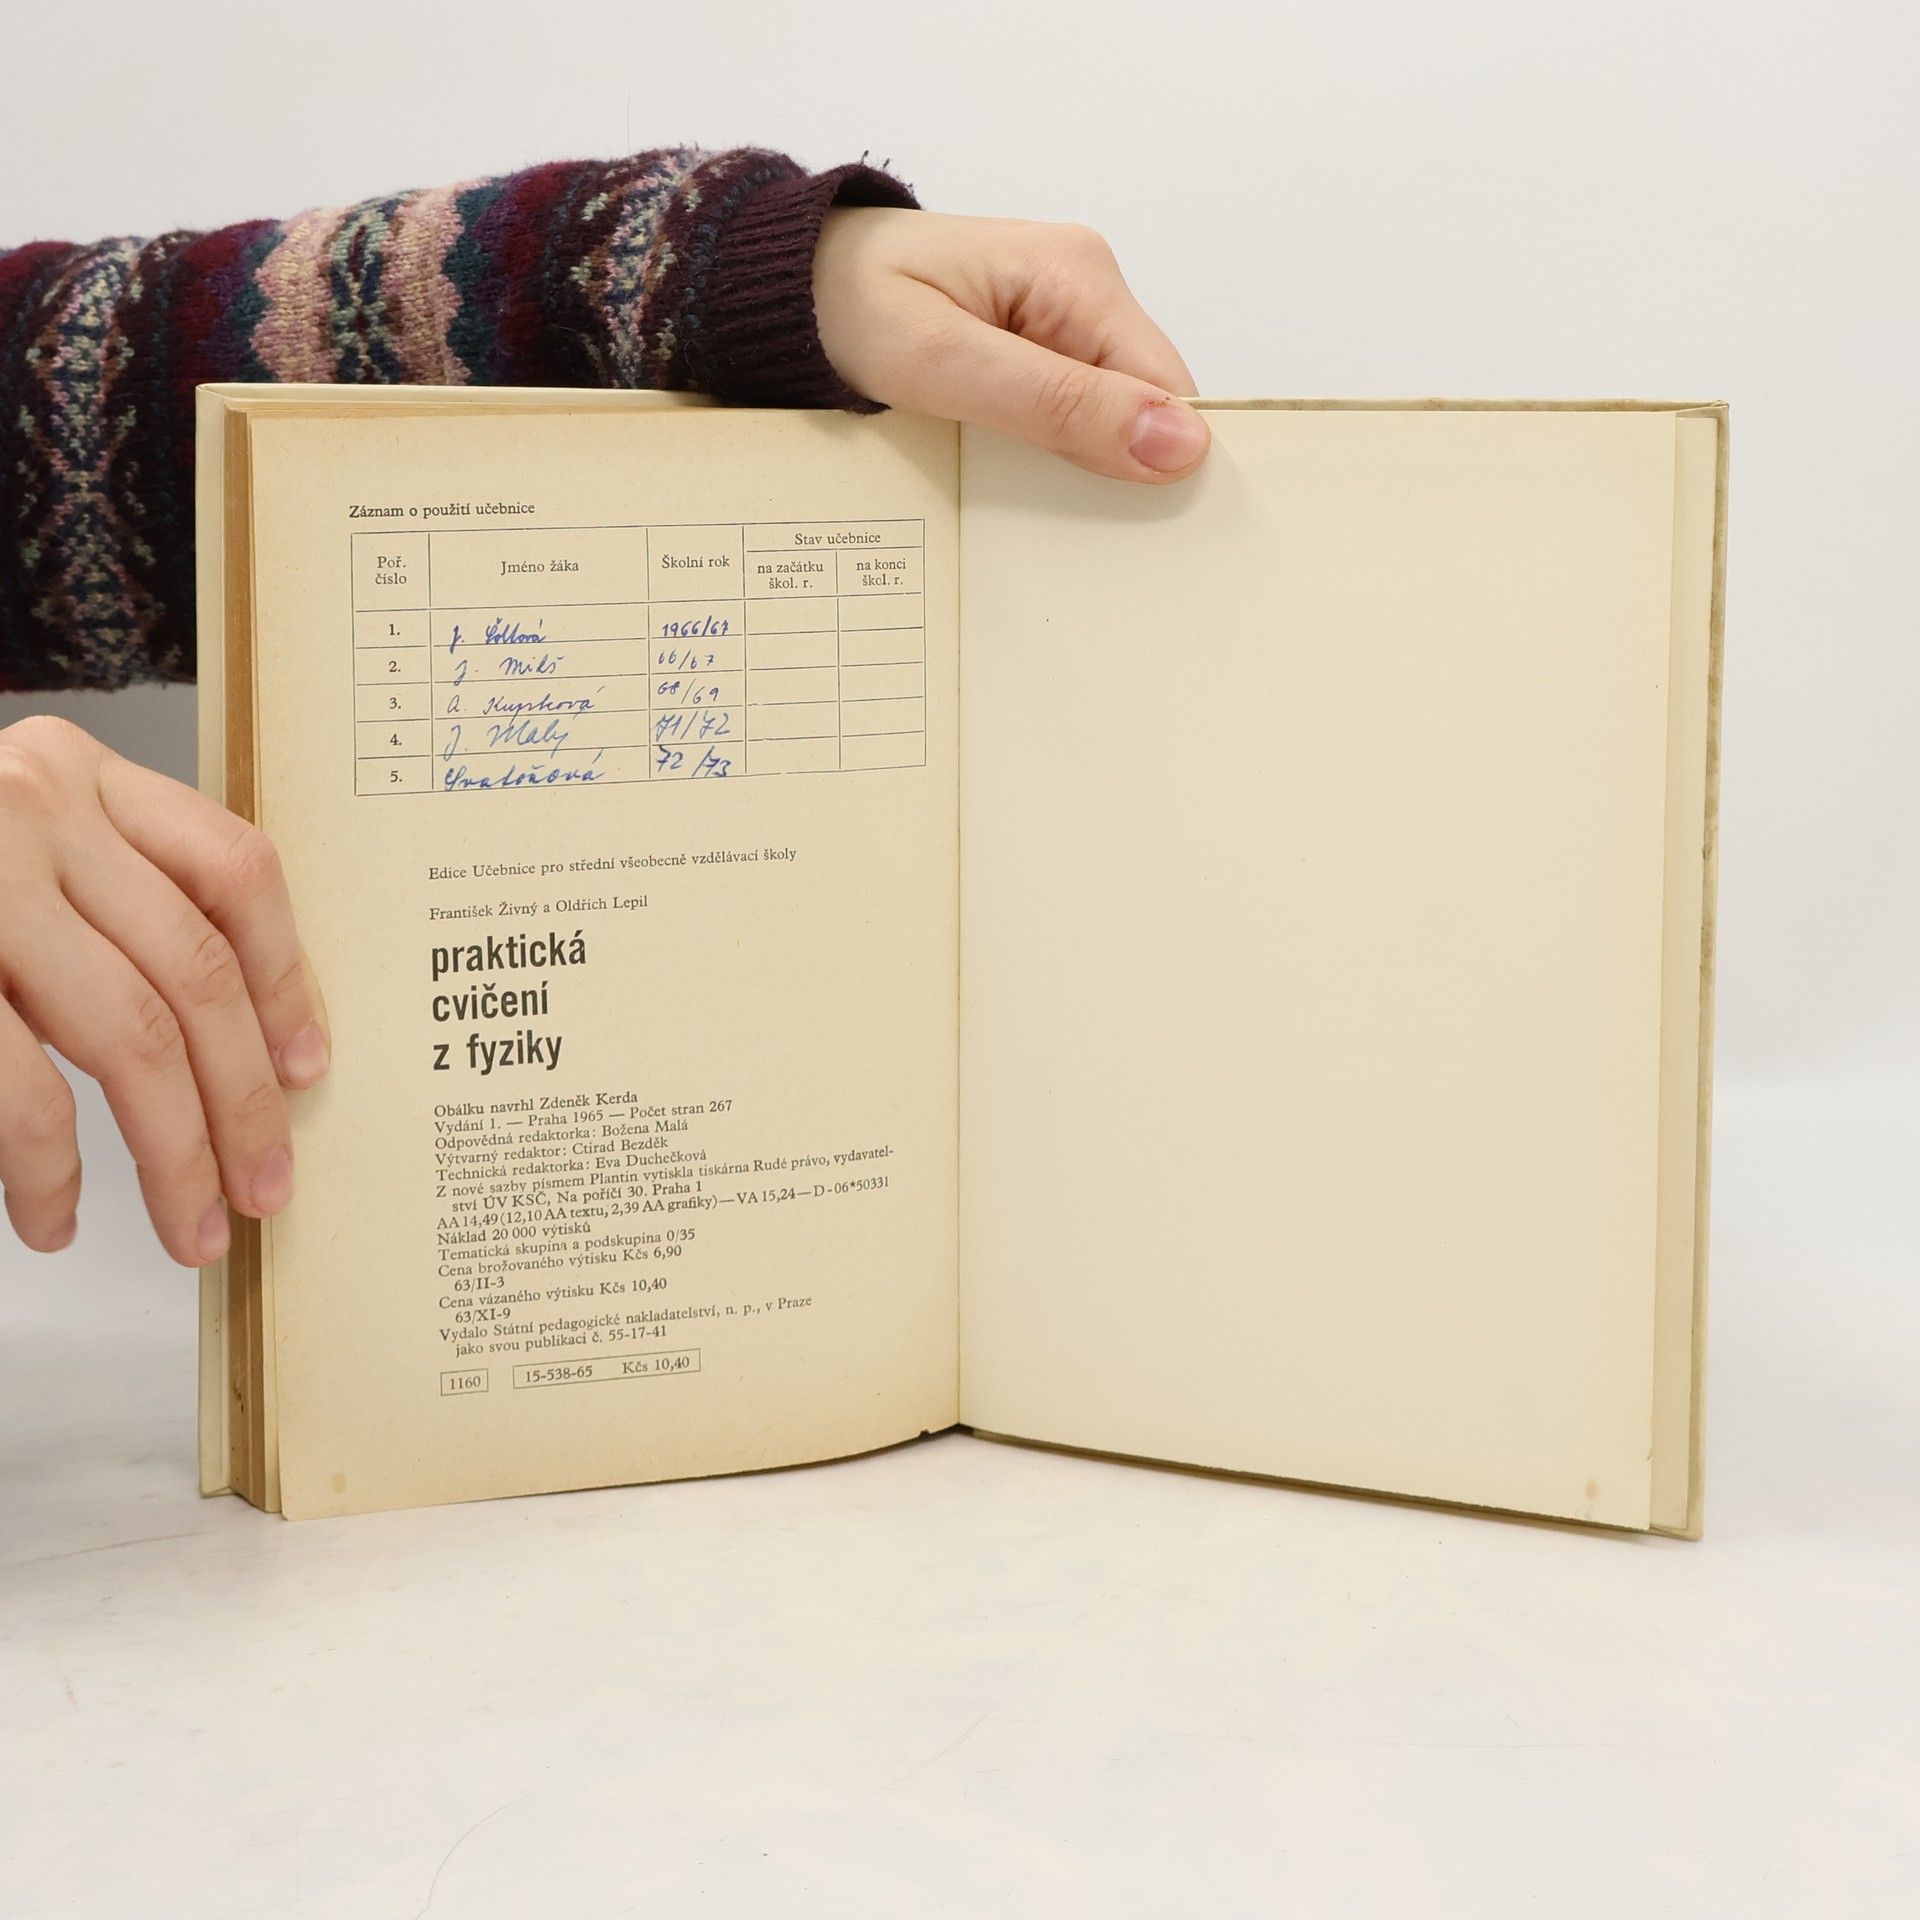 Záznam o použití učebnice
Poř. číslo
Jméno žáka
Školní rok
Stav učebnice
na začátku škol. r.
na konci škol. r.
1. J. Šoltová 1966/67
2. J. Mikš 66/67
3. A. Kupková 68/69
4. J. Malý 71/72
5. Svatoňová 72/73
Edice Učebnice pro střední všeobecně vzdělávací školy
František Živný a Oldřich Lepil
praktická
cvičení
z fyziky
Obálku navrhl Zdeněk Kerda
Vydání 1. — Praha 1965 — Počet stran 267
Odpovědná redaktorka: Božena Malá
Výtvarný redaktor: Ctirad Bezděk
Technická redaktorka: Eva Duchečková
Z nové sazby písmem Plantin vytiskla tiskárna Rudé právo, vydavatel-
ství ÚV KSČ, Na poříčí 30. Praha 1
AA 14,49 (12,10 AA textu, 2,39 AA grafiky) — VA 15,24 — D-06*50331
Náklad 20 000 výtisků
Tematická skupina a podskupina 0/35
Cena brožovaného výtisku Kčs 6,90
63/II-3
Cena vázaného výtisku Kčs 10,40
63/XI-9
Vydalo Státní pedagogické nakladatelství, n. p., v Praze
jako svou publikaci č. 55-17-41
1160 15-538-65 Kčs 10,40